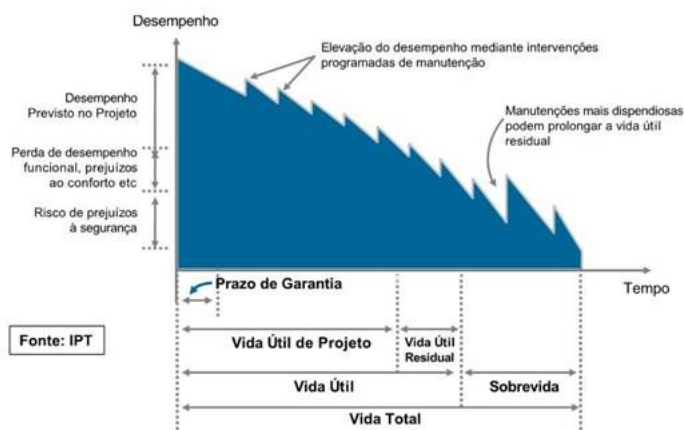 Desempenho
Elevação do desempenho mediante intervenções
programadas de manutenção
Desempenho
Previsto no Projeto
Manutenções mais dispendiosas
podem prolongar a vida útil
residual
Perda de desempenho
funcional, prejuízos
ao conforto etc
Risco de prejuízos
à segurança
Prazo de Garantia
Tempo
Fonte: IPT
Vida Útil de Projeto
Vida Útil
Residual
Vida Útil
Sobrevida
Vida Total